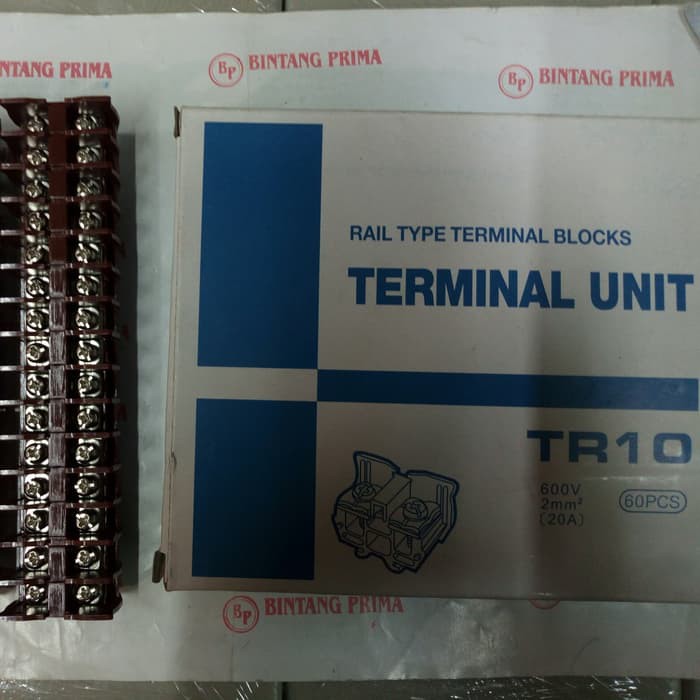 NTANG PRIMA
BP BINTANG PRIMA
BP BINTANG PRIMA
RAIL TYPE TERMINAL BLOCKS
TERMINAL UNIT
TR10
600V
2mm²
(20A)
60PCS
BP BINTANG PRIMA